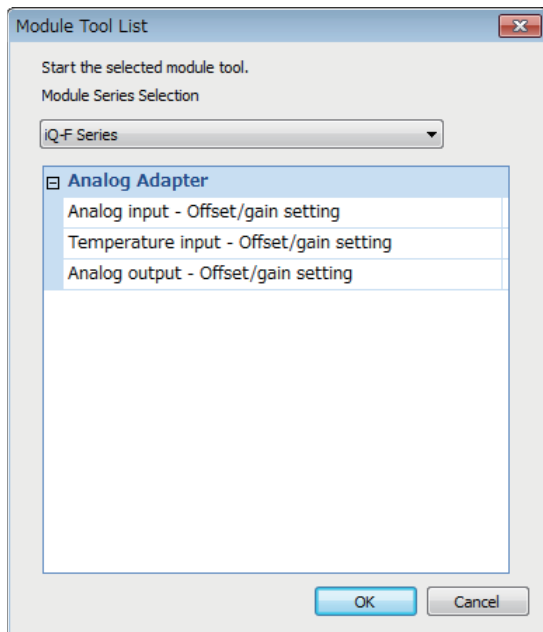 Module Tool List
Start the selected module tool.
Module Series Selection
iQ-F Series
Analog Adapter
Analog input - Offset/gain setting
Temperature input - Offset/gain setting
Analog output - Offset/gain setting
OK Cancel